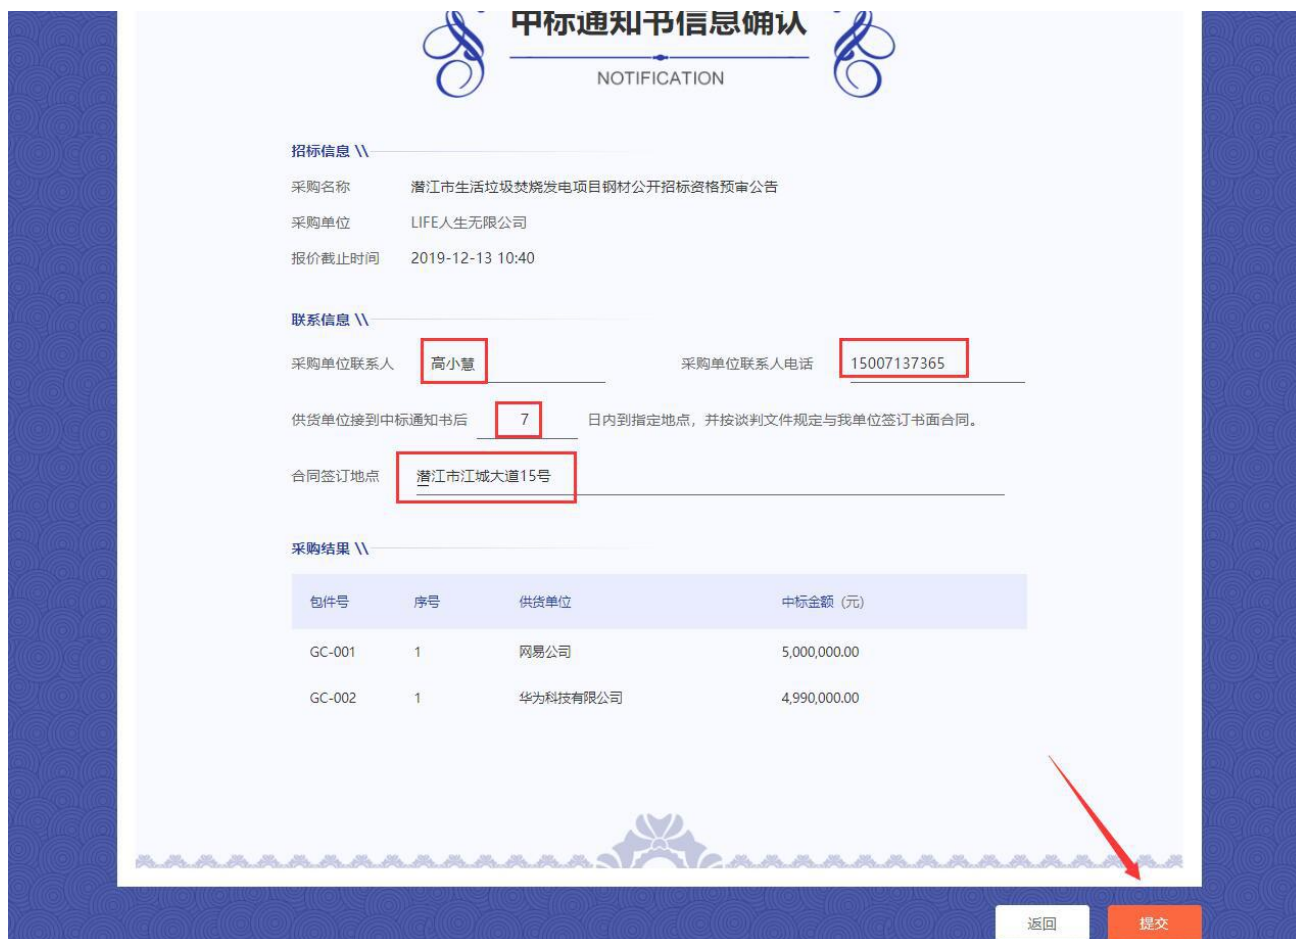 中标通知书信息确认
NOTIFICATION
招标信息 \\
采购名称 潜江市生活垃圾焚烧发电项目钢材公开招标资格预审公告
采购单位 LIFE人生无限公司
报价截止时间 2019-12-13 10:40
联系信息 \\
采购单位联系人 高小慧 采购单位联系人电话 15007137365
供货单位接到中标通知书后 7 日内到指定地点，并按谈判文件规定与我单位签订书面合同。
合同签订地点 潜江市江城大道15号
采购结果 \\
包件号 序号 供货单位 中标金额（元）
GC-001 1 网易公司 5,000,000.00
GC-002 1 华为科技有限公司 4,990,000.00
返回 提交